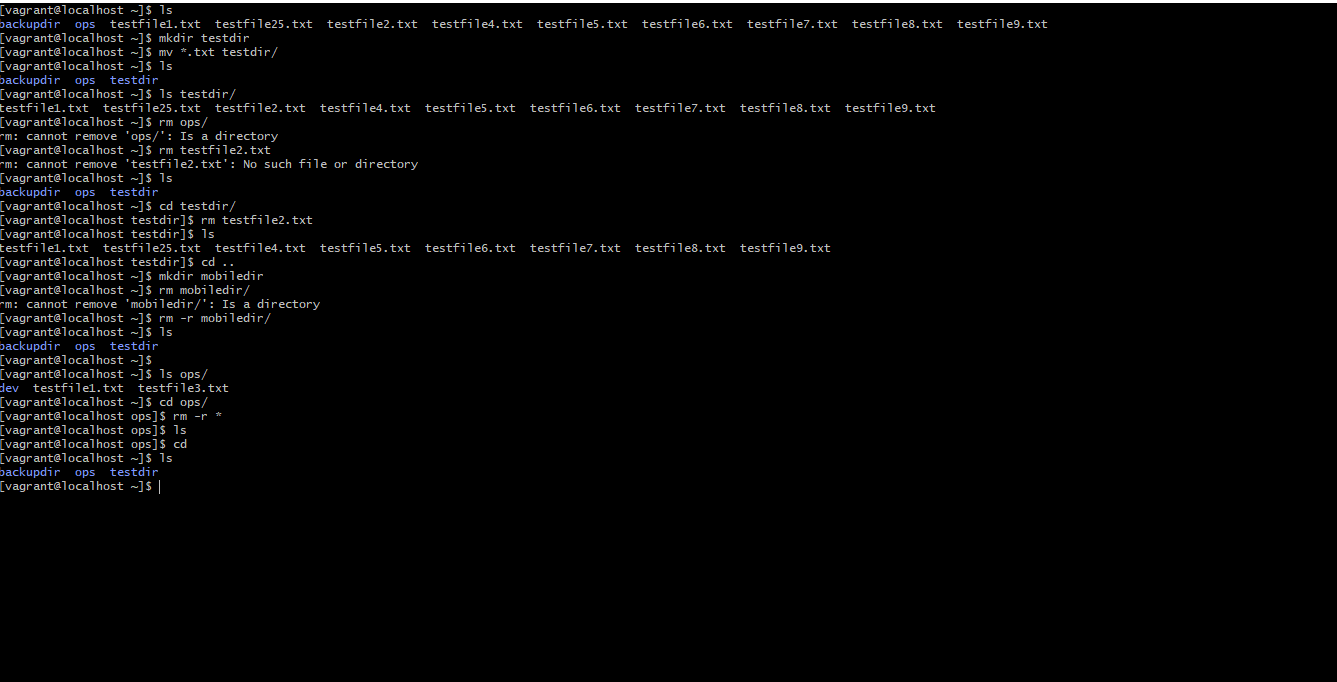 [vagrant@localhost ~]$ ls
backupdir  ops  testfile1.txt  testfile25.txt  testfile2.txt  testfile4.txt  testfile5.txt  testfile6.txt  testfile7.txt  testfile8.txt  testfile9.txt
[vagrant@localhost ~]$ mkdir testdir
[vagrant@localhost ~]$ mv *.txt testdir/
[vagrant@localhost ~]$ ls
backupdir  ops  testdir
[vagrant@localhost ~]$ ls testdir/
testfile1.txt  testfile25.txt  testfile2.txt  testfile4.txt  testfile5.txt  testfile6.txt  testfile7.txt  testfile8.txt  testfile9.txt
[vagrant@localhost ~]$ rm ops/
rm: cannot remove 'ops/': Is a directory
[vagrant@localhost ~]$ rm testfile2.txt
rm: cannot remove 'testfile2.txt': No such file or directory
[vagrant@localhost ~]$ ls
backupdir  ops  testdir
[vagrant@localhost ~]$ cd testdir/
[vagrant@localhost testdir]$ rm testfile2.txt
[vagrant@localhost testdir]$ ls
testfile1.txt  testfile25.txt  testfile4.txt  testfile5.txt  testfile6.txt  testfile7.txt  testfile8.txt  testfile9.txt
[vagrant@localhost testdir]$ cd ..
[vagrant@localhost ~]$ mkdir mobiledir
[vagrant@localhost ~]$ rm mobiledir/
rm: cannot remove 'mobiledir/': Is a directory
[vagrant@localhost ~]$ rm -r mobiledir/
[vagrant@localhost ~]$ ls
backupdir  ops  testdir
[vagrant@localhost ~]$
[vagrant@localhost ~]$ ls ops/
dev  testfile1.txt  testfile3.txt
[vagrant@localhost ~]$ cd ops/
[vagrant@localhost ops]$ rm -r *
[vagrant@localhost ops]$ ls
[vagrant@localhost ops]$ cd
[vagrant@localhost ~]$ ls
backupdir  ops  testdir
[vagrant@localhost ~]$